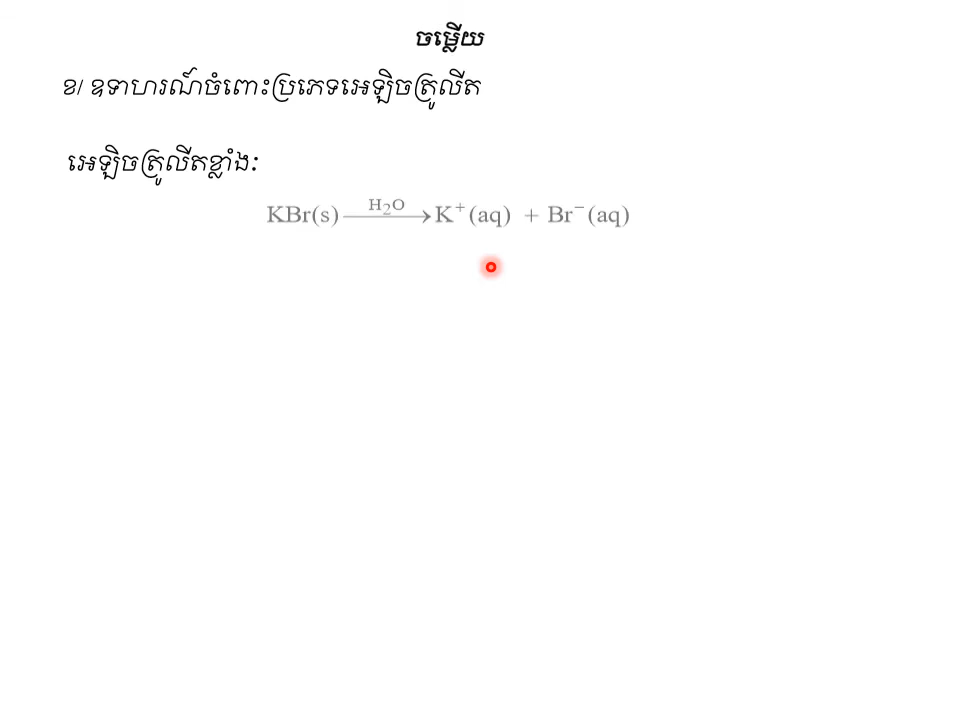 ចម្លើយ
ខ/ ឧទាហរណ៍ចំពោះប្រភេទអេឡិចត្រូលីត
អេឡិចត្រូលីតខ្លាំង:
KBr(s) —H₂O→ K⁺(aq) + Br⁻(aq)